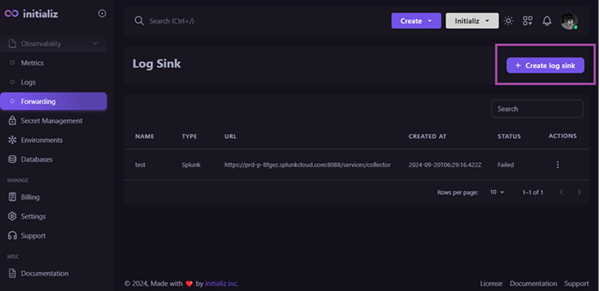 initializ
Search (Ctrl+/)
Create
Initializ
Observability
Metrics
Logs
Forwarding
Secret Management
Environments
Databases
MANAGE
Billing
Settings
Support
MISC
Documentation
Log Sink
+ Create log sink
Search
NAME TYPE URL CREATED AT STATUS ACTIONS
test Splunk https://prd-p-8fgez.splunkcloud.com:8088/services/collector 2024-09-20T06:29:16.422Z Failed
Rows per page: 10 1–1 of 1
© 2024, Made with ❤ by initializ inc.
License Documentation Support